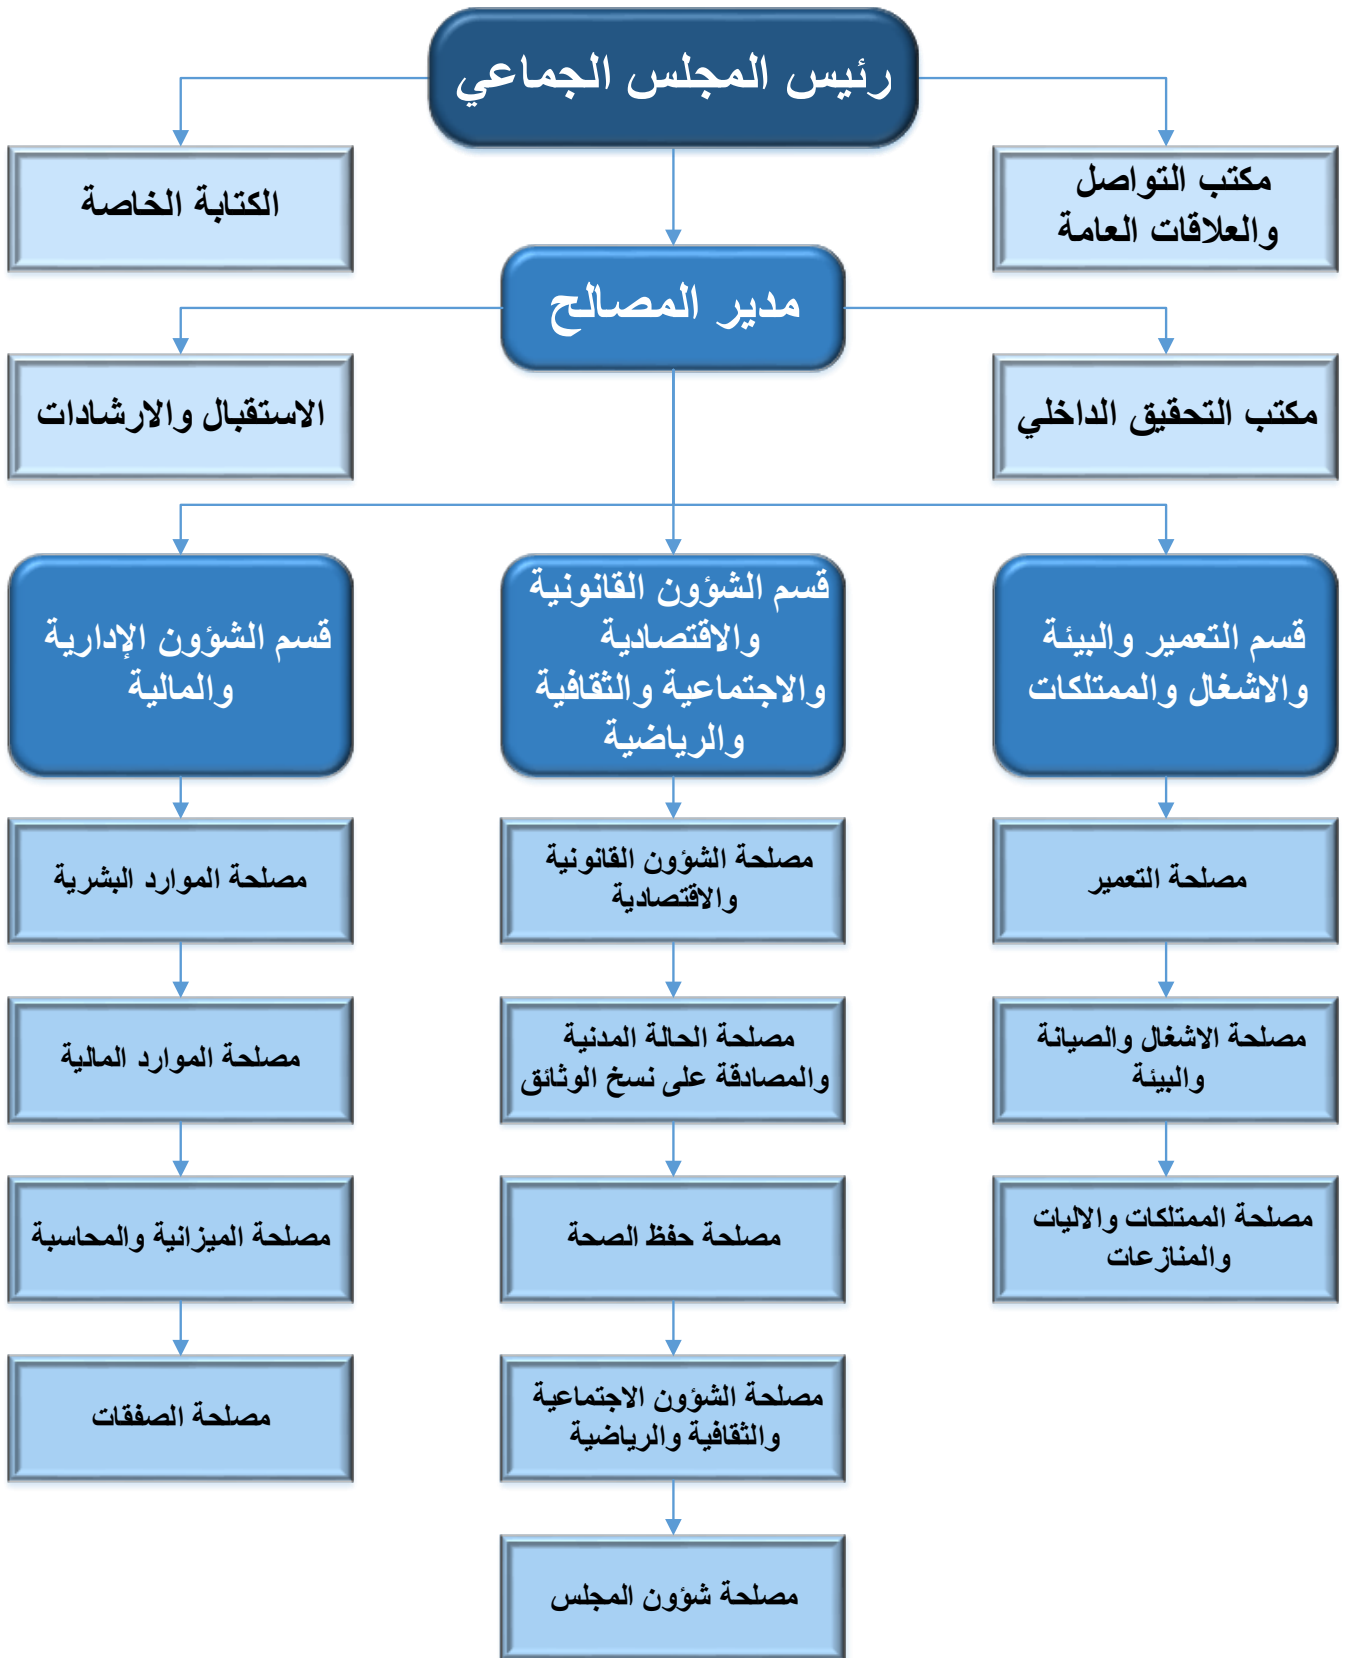 رئيس المجلس الجماعي
مكتب التواصل
والعلاقات العامة
الكتابة الخاصة
مدير المصالح
مكتب التحقيق الداخلي
الاستقبال والارشادات
قسم التعمير والبيئة
والاشغال والممتلكات
قسم الشؤون القانونية
والاقتصادية
والاجتماعية والثقافية
والرياضية
قسم الشؤون الإدارية
والمالية
مصلحة التعمير
مصلحة الشؤون القانونية
والاقتصادية
مصلحة الموارد البشرية
مصلحة الاشغال والصيانة
والبيئة
مصلحة الحالة المدنية
والمصادقة على نسخ الوثائق
مصلحة الموارد المالية
مصلحة الممتلكات والاليات
والمنازعات
مصلحة حفظ الصحة
مصلحة الميزانية والمحاسبة
مصلحة الشؤون الاجتماعية
والثقافية والرياضية
مصلحة الصفقات
مصلحة شؤون المجلس